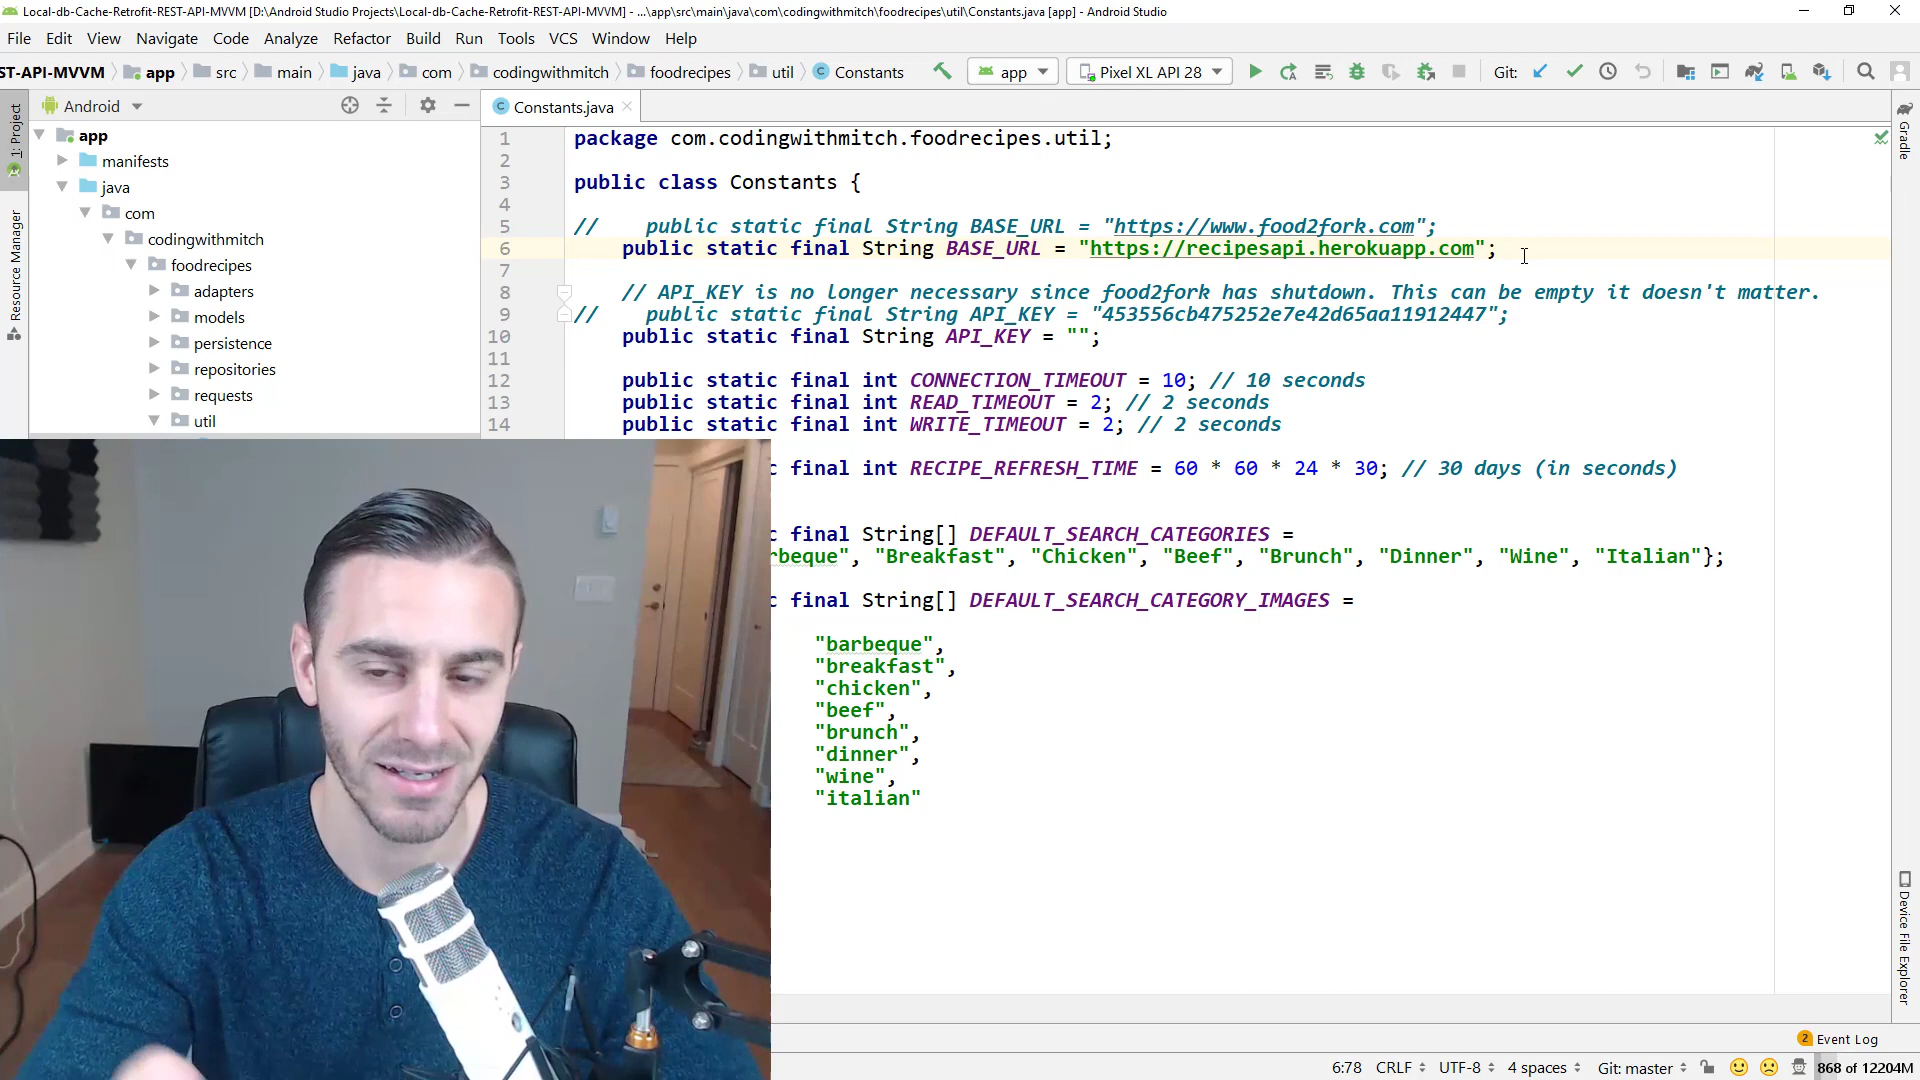 Local-db-Cache-Retrofit-REST-API-MVVM [D:\Android Studio Projects\Local-db-Cache-Retrofit-REST-API-MVVM] - ...\app\src\main\java\com\codingwithmitch\foodrecipes\util\Constants.java [app] - Android Studio
File Edit View Navigate Code Analyze Refactor Build Run Tools VCS Window Help
ST-API-MVVM app src main java com codingwithmitch foodrecipes util Constants app Pixel XL API 28 Git:
Android Constants.java
1: Project
Resource Manager
app
manifests
java
com
codingwithmitch
foodrecipes
adapters
models
persistence
repositories
requests
util
1 package com.codingwithmitch.foodrecipes.util;
2
3 public class Constants {
4
5 //    public static final String BASE_URL = "https://www.food2fork.com";
6 public static final String BASE_URL = "https://recipesapi.herokuapp.com";
7
8 // API_KEY is no longer necessary since food2fork has shutdown. This can be empty it doesn't matter.
9 //    public static final String API_KEY = "453556cb475252e7e42d65aa11912447";
10 public static final String API_KEY = "";
11
12 public static final int CONNECTION_TIMEOUT = 10; // 10 seconds
13 public static final int READ_TIMEOUT = 2; // 2 seconds
14 public static final int WRITE_TIMEOUT = 2; // 2 seconds
c final int RECIPE_REFRESH_TIME = 60 * 60 * 24 * 30; // 30 days (in seconds)
c final String[] DEFAULT_SEARCH_CATEGORIES =
rbeque", "Breakfast", "Chicken", "Beef", "Brunch", "Dinner", "Wine", "Italian"};
c final String[] DEFAULT_SEARCH_CATEGORY_IMAGES =
"barbeque",
"breakfast",
"chicken",
"beef",
"brunch",
"dinner",
"wine",
"italian"
Gradle
Device File Explorer
2 Event Log
6:78 CRLF UTF-8 4 spaces Git: master 868 of 12204M